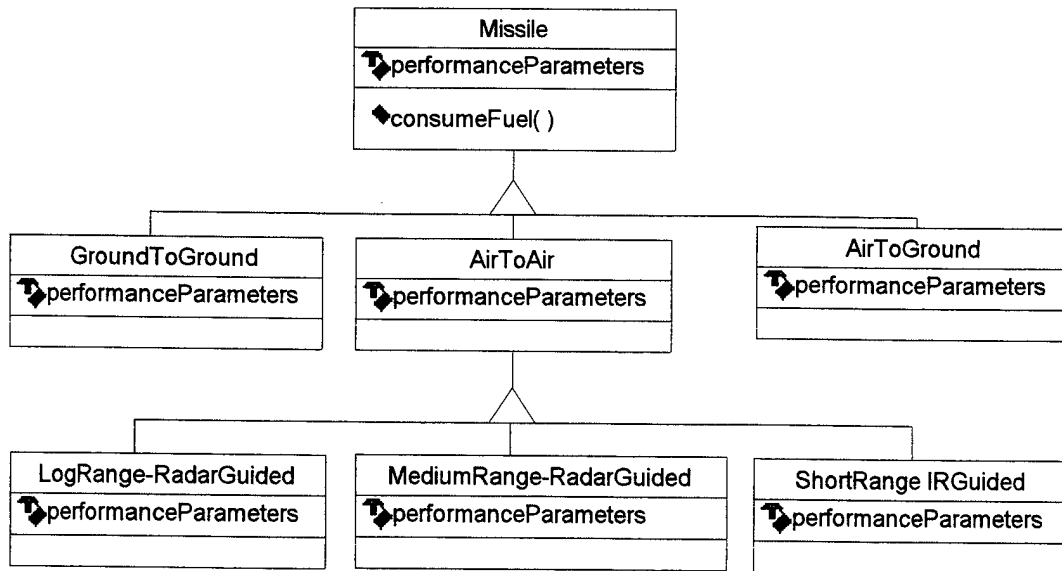 Missile
performanceParameters
consumeFuel( )
GroundToGround
performanceParameters
AirToAir
performanceParameters
AirToGround
performanceParameters
LogRange-RadarGuided
performanceParameters
MediumRange-RadarGuided
performanceParameters
ShortRange IRGuided
performanceParameters